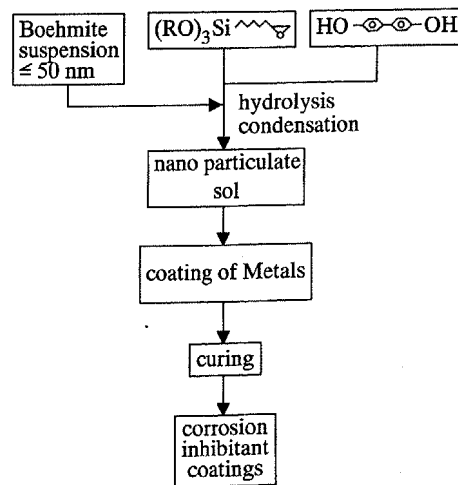 Boehmite
suspension
≤ 50 nm
(RO)₃Si
HO
OH
hydrolysis
condensation
nano particulate
sol
coating of Metals
curing
corrosion
inhibitant
coatings